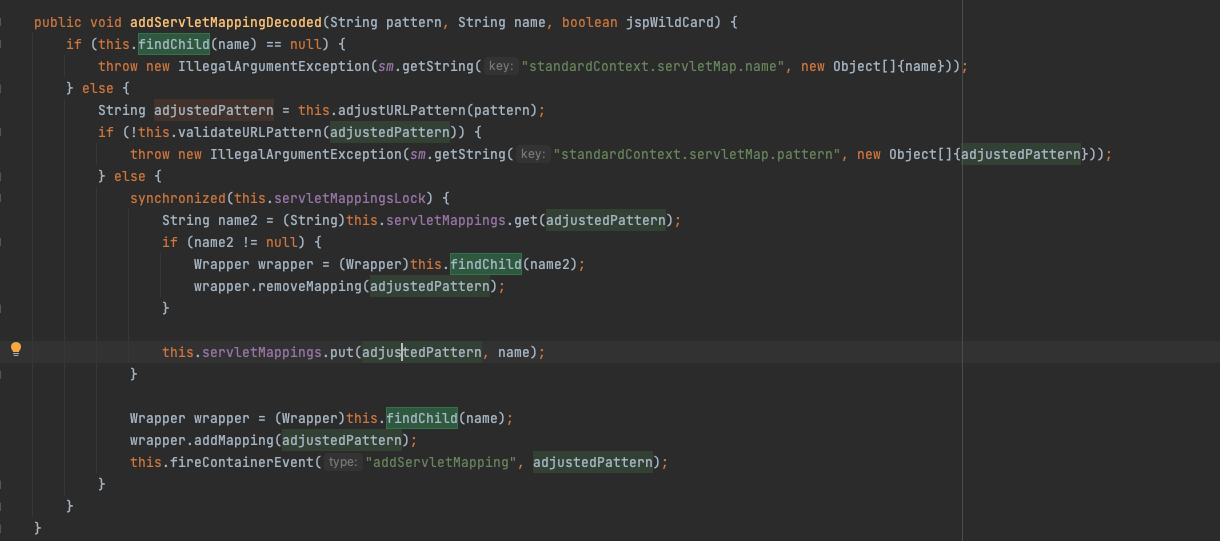 public void addServletMappingDecoded(String pattern, String name, boolean jspWildCard) {
if (this.findChild(name) == null) {
throw new IllegalArgumentException(sm.getString( key: "standardContext.servletMap.name", new Object[]{name}));
} else {
String adjustedPattern = this.adjustURLPattern(pattern);
if (!this.validateURLPattern(adjustedPattern)) {
throw new IllegalArgumentException(sm.getString( key: "standardContext.servletMap.pattern", new Object[]{adjustedPattern}));
} else {
synchronized(this.servletMappingsLock) {
String name2 = (String)this.servletMappings.get(adjustedPattern);
if (name2 != null) {
Wrapper wrapper = (Wrapper)this.findChild(name2);
wrapper.removeMapping(adjustedPattern);
}
this.servletMappings.put(adjustedPattern, name);
}
Wrapper wrapper = (Wrapper)this.findChild(name);
wrapper.addMapping(adjustedPattern);
this.fireContainerEvent( type: "addServletMapping", adjustedPattern);
}
}
}